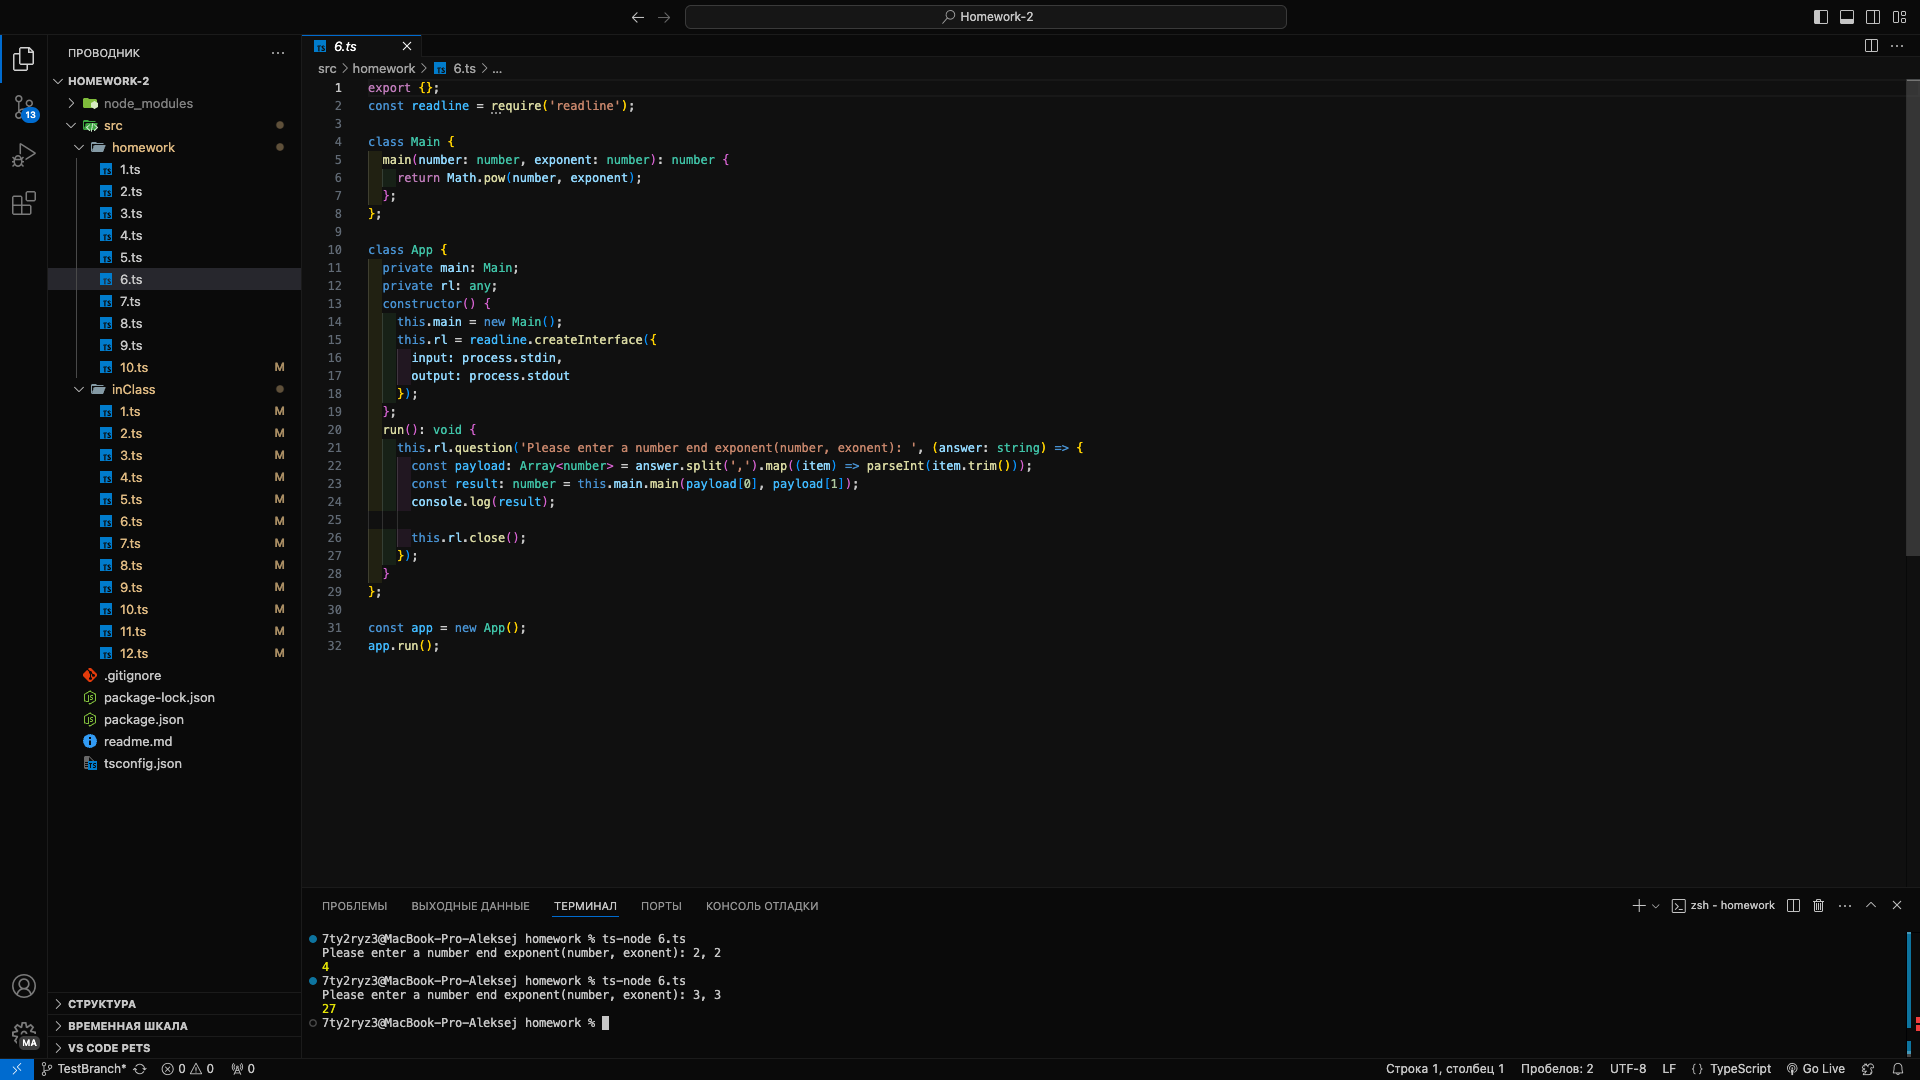 Homework-2
ПРОВОДНИК
HOMEWORK-2
node_modules
src
homework
1.ts
2.ts
3.ts
4.ts
5.ts
6.ts
7.ts
8.ts
9.ts
10.ts M
inClass
1.ts M
2.ts M
3.ts M
4.ts M
5.ts M
6.ts M
7.ts M
8.ts M
9.ts M
10.ts M
11.ts M
12.ts M
.gitignore
package-lock.json
package.json
readme.md
tsconfig.json
СТРУКТУРА
ВРЕМЕННАЯ ШКАЛА
VS CODE PETS
13
MA
6.ts
src > homework > 6.ts > ...
1 export {};
2 const readline = require('readline');
3
4 class Main {
5 main(number: number, exponent: number): number {
6 return Math.pow(number, exponent);
7 };
8 };
9
10 class App {
11 private main: Main;
12 private rl: any;
13 constructor() {
14 this.main = new Main();
15 this.rl = readline.createInterface({
16 input: process.stdin,
17 output: process.stdout
18 });
19 };
20 run(): void {
21 this.rl.question('Please enter a number end exponent(number, exonent): ', (answer: string) => {
22 const payload: Array<number> = answer.split(',').map((item) => parseInt(item.trim()));
23 const result: number = this.main.main(payload[0], payload[1]);
24 console.log(result);
25
26 this.rl.close();
27 });
28 }
29 };
30
31 const app = new App();
32 app.run();
ПРОБЛЕМЫ ВЫХОДНЫЕ ДАННЫЕ ТЕРМИНАЛ ПОРТЫ КОНСОЛЬ ОТЛАДКИ
zsh - homework
7ty2ryz3@MacBook-Pro-Aleksej homework % ts-node 6.ts
Please enter a number end exponent(number, exonent): 2, 2
4
7ty2ryz3@MacBook-Pro-Aleksej homework % ts-node 6.ts
Please enter a number end exponent(number, exonent): 3, 3
27
7ty2ryz3@MacBook-Pro-Aleksej homework %
TestBranch* 0 0 0
Строка 1, столбец 1 Пробелов: 2 UTF-8 LF {} TypeScript Go Live